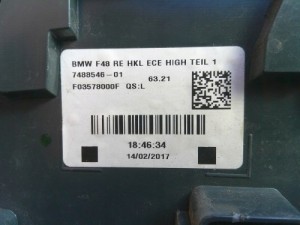 BMW F48 RE HKL ECE HIGH TEIL 1
7488546-01 63.21
F03578000F QS:L
18:46:34
14/02/2017